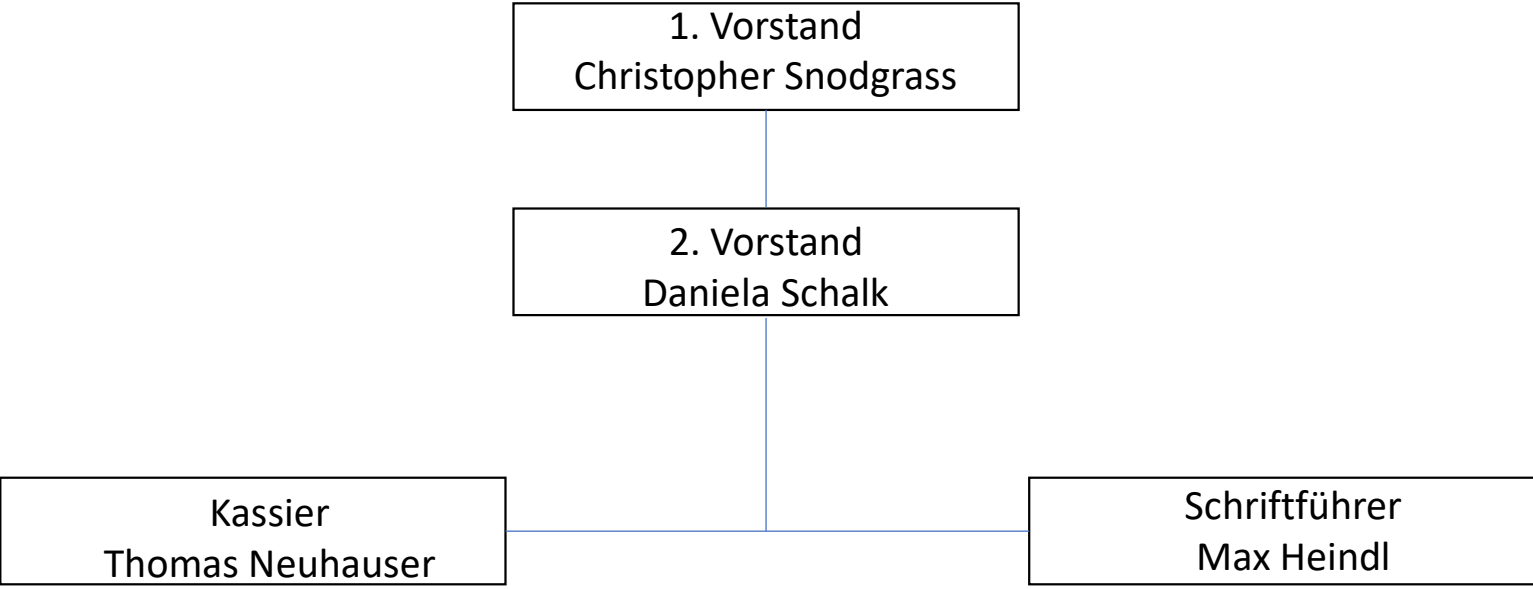 1. Vorstand
Christopher Snodgrass
2. Vorstand
Daniela Schalk
Kassier
Thomas Neuhauser
Schriftführer
Max Heindl